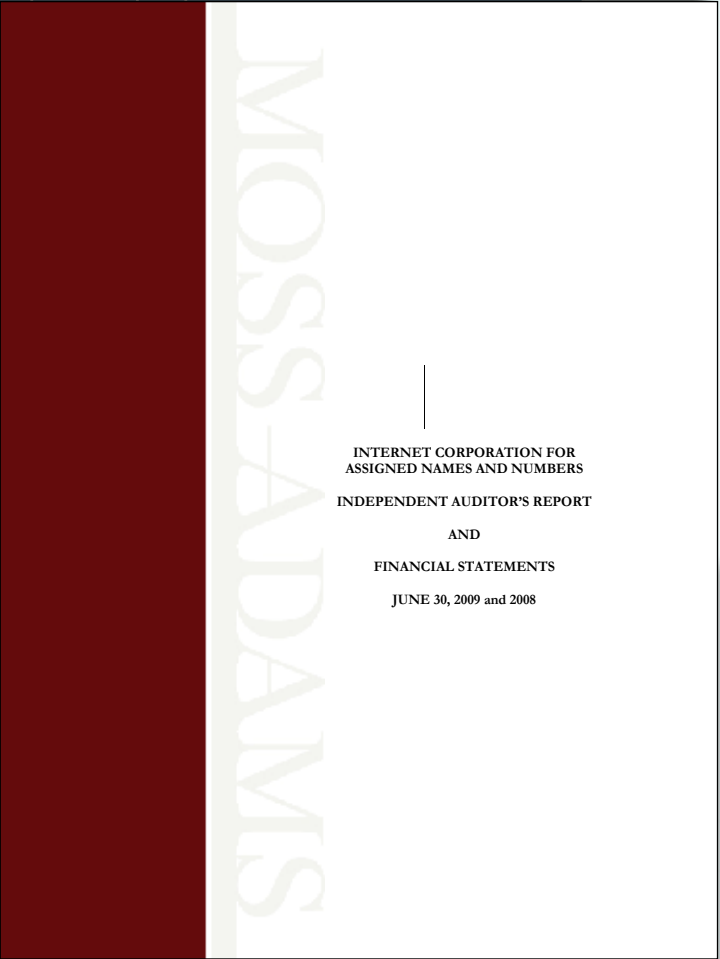 MOSS ADAMS
INTERNET CORPORATION FOR
ASSIGNED NAMES AND NUMBERS
INDEPENDENT AUDITOR’S REPORT
AND
FINANCIAL STATEMENTS
JUNE 30, 2009 and 2008